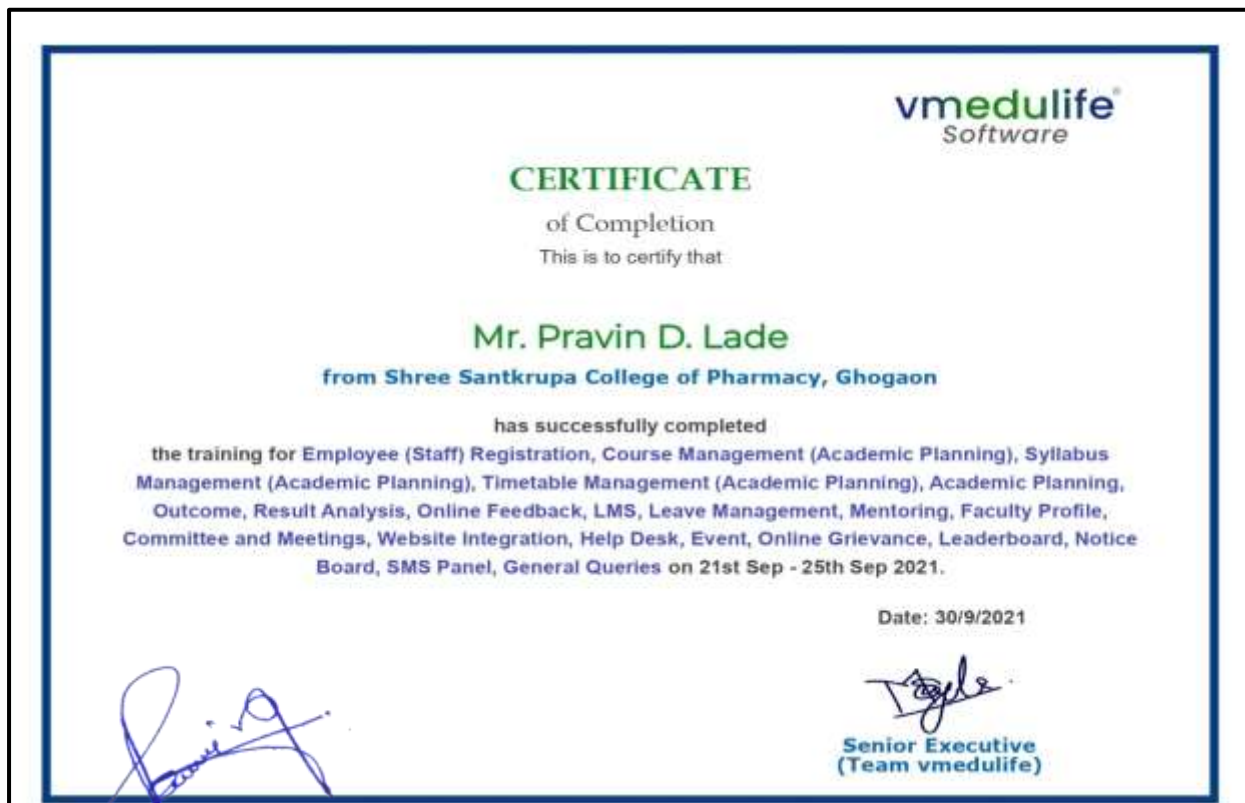 vmedulife®
Software
CERTIFICATE
of Completion
This is to certify that
Mr. Pravin D. Lade
from Shree Santkrupa College of Pharmacy, Ghogaon
has successfully completed
the training for Employee (Staff) Registration, Course Management (Academic Planning), Syllabus
Management (Academic Planning), Timetable Management (Academic Planning), Academic Planning,
Outcome, Result Analysis, Online Feedback, LMS, Leave Management, Mentoring, Faculty Profile,
Committee and Meetings, Website Integration, Help Desk, Event, Online Grievance, Leaderboard, Notice
Board, SMS Panel, General Queries on 21st Sep - 25th Sep 2021.
Date: 30/9/2021
Senior Executive
(Team vmedulife)